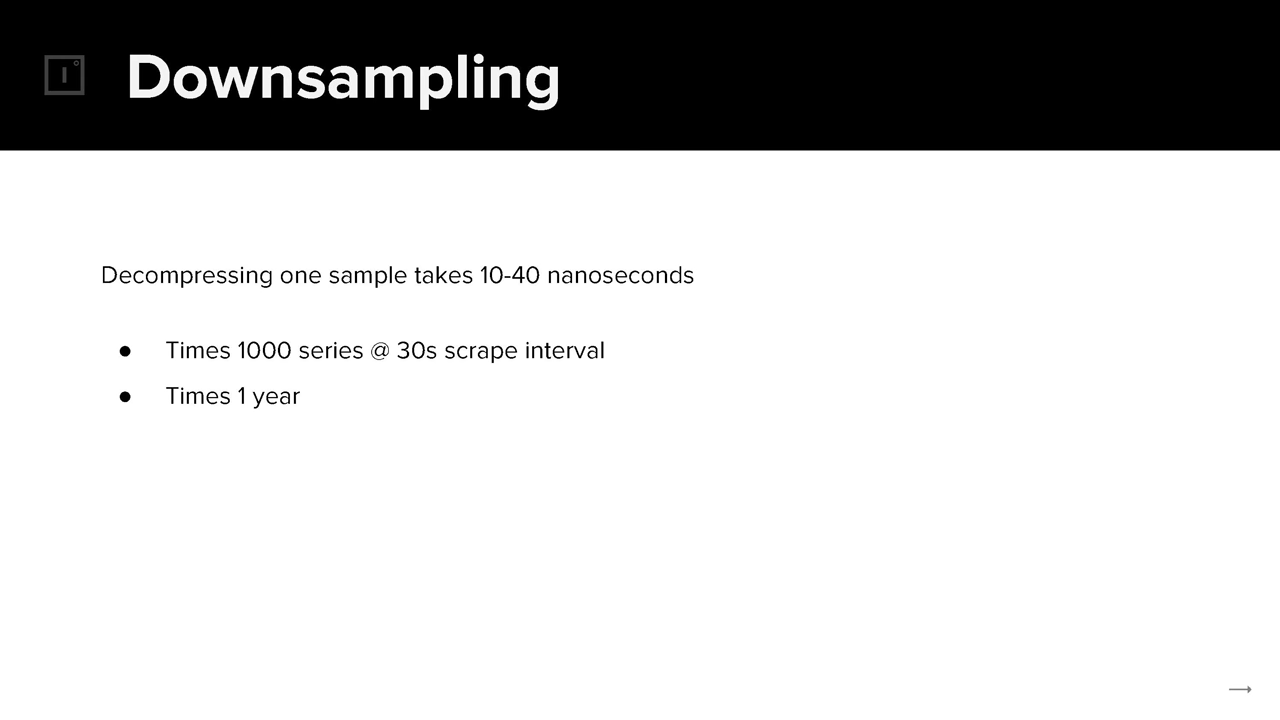 Downsampling
Decompressing one sample takes 10-40 nanoseconds
● Times 1000 series @ 30s scrape interval
● Times 1 year